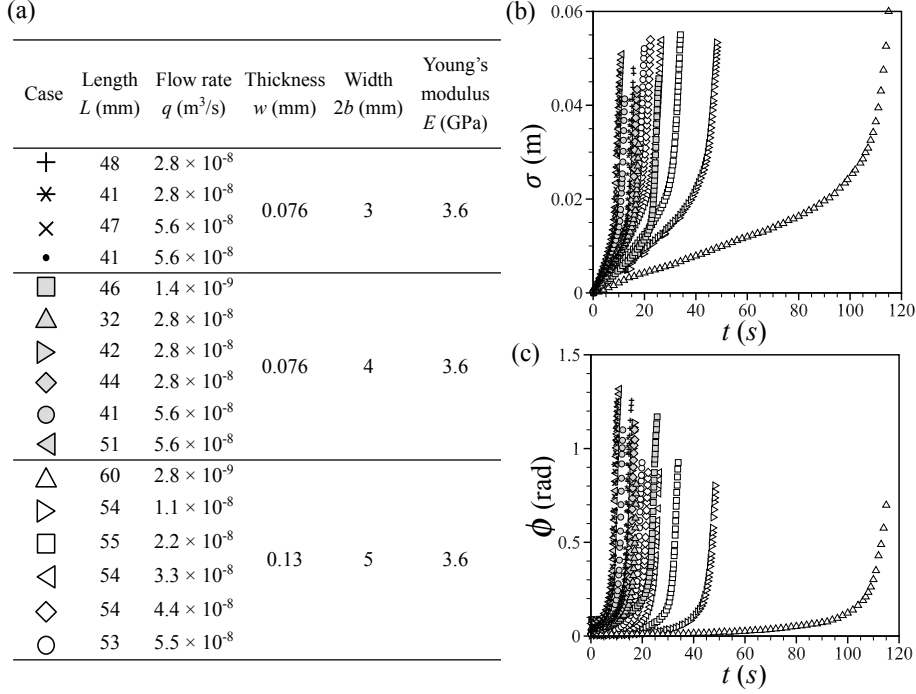 (a)
Case Length L (mm) Flow rate q (m³/s) Thickness w (mm) Width 2b (mm) Young's modulus E (GPa)
+ 48 2.8 × 10⁻⁸
41 2.8 × 10⁻⁸
× 47 5.6 × 10⁻⁸
• 41 5.6 × 10⁻⁸
0.076 3 3.6
46 1.4 × 10⁻⁹
32 2.8 × 10⁻⁸
42 2.8 × 10⁻⁸
44 2.8 × 10⁻⁸
41 5.6 × 10⁻⁸
51 5.6 × 10⁻⁸
0.076 4 3.6
60 2.8 × 10⁻⁹
54 1.1 × 10⁻⁸
55 2.2 × 10⁻⁸
54 3.3 × 10⁻⁸
54 4.4 × 10⁻⁸
53 5.5 × 10⁻⁸
0.13 5 3.6
(b)
σ (m)
0.06
0.04
0.02
0
0 20 40 60 80 100 120
t (s)
(c)
ϕ (rad)
1.5
1
0.5
0
0 20 40 60 80 100 120
t (s)